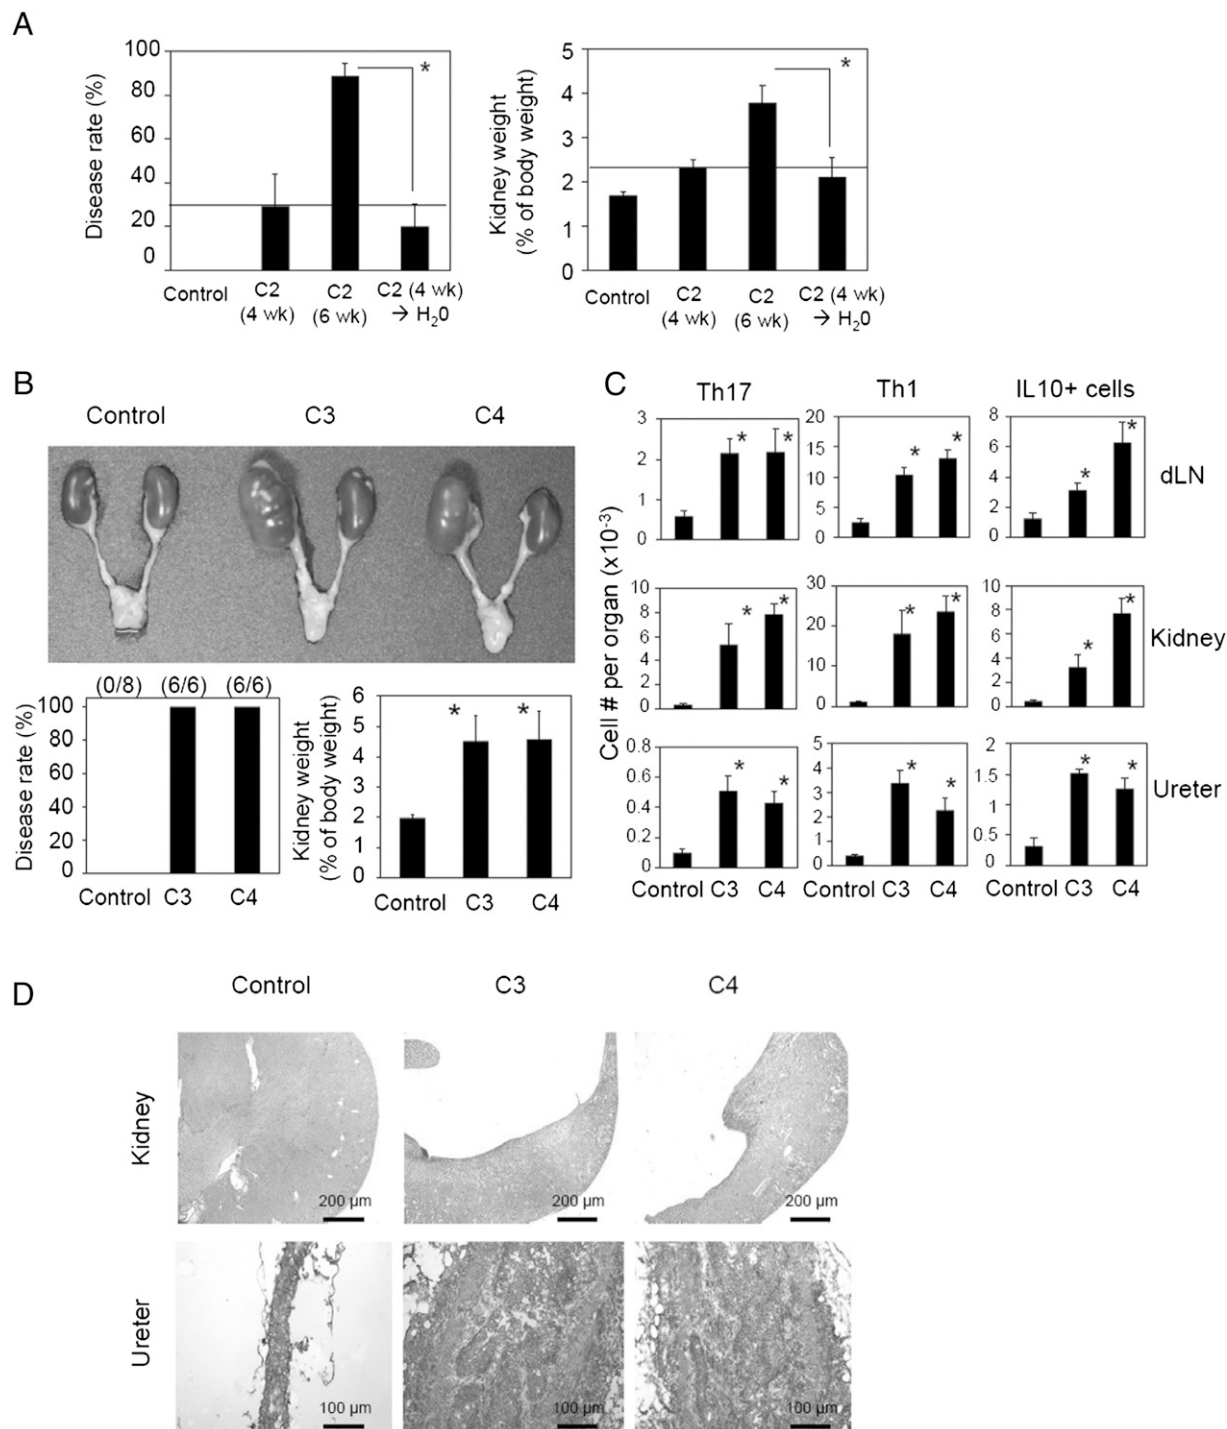 A
Disease rate (%)
100
80
60
40
20
0
Control
C2
(4 wk)
C2
(6 wk)
C2 (4 wk)
→ H20
*
Kidney weight
(% of body weight)
5
4
3
2
1
0
Control
C2
(4 wk)
C2
(6 wk)
C2 (4 wk)
→ H20
*
B
Control C3 C4
(0/8) (6/6) (6/6)
Disease rate (%)
100
80
60
40
20
0
Control C3 C4
Kidney weight
(% of body weight)
6
5
4
3
2
1
0
* *
Control C3 C4
C
Th17 Th1 IL10+ cells
Cell # per organ (x10-3)
3
2
1
0
* *
20
15
10
5
0
* *
8
6
4
2
0
* *
dLN
10
8
6
4
2
0
* *
30
20
10
0
* *
10
8
6
4
2
0
* *
Kidney
0.8
0.6
0.4
0.2
0
* *
5
4
3
2
1
0
* *
2
1.5
1
0.5
0
* *
Ureter
Control C3 C4
Control C3 C4
Control C3 C4
D
Control C3 C4
Kidney
200 µm
200 µm
200 µm
Ureter
100 µm
100 µm
100 µm